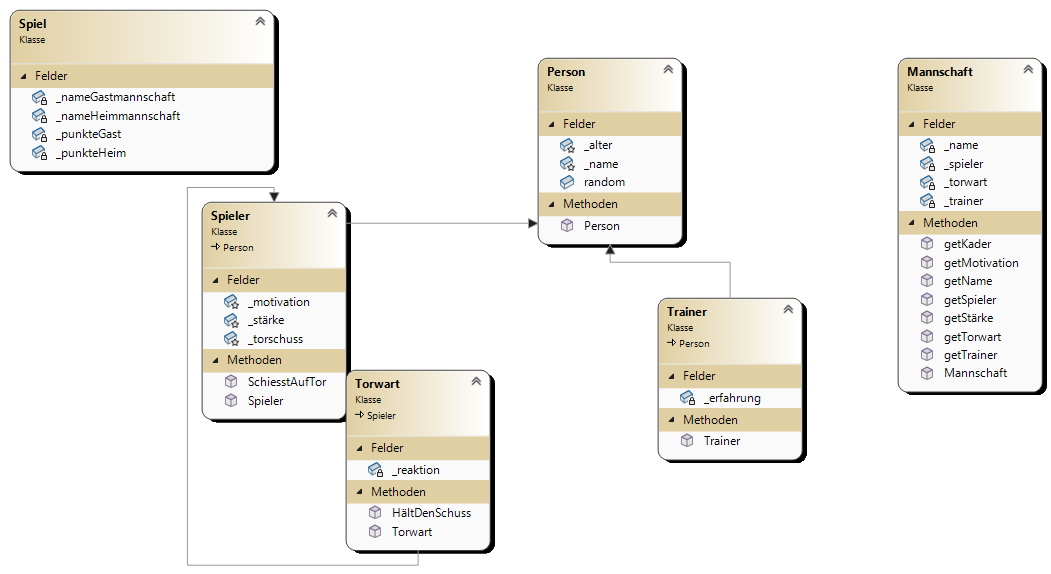 Spiel
Klasse
Felder
_nameGastmannschaft
_nameHeimmannschaft
_punkteGast
_punkteHeim
Person
Klasse
Felder
_alter
_name
random
Methoden
Person
Mannschaft
Klasse
Felder
_name
_spieler
_torwart
_trainer
Methoden
getKader
getMotivation
getName
getSpieler
getStärke
getTorwart
getTrainer
Mannschaft
Spieler
Klasse
Person
Felder
_motivation
_stärke
_torschuss
Methoden
SchiesstAufTor
Spieler
Trainer
Klasse
Person
Felder
_erfahrung
Methoden
Trainer
Torwart
Klasse
Spieler
Felder
_reaktion
Methoden
HältDenSchuss
Torwart